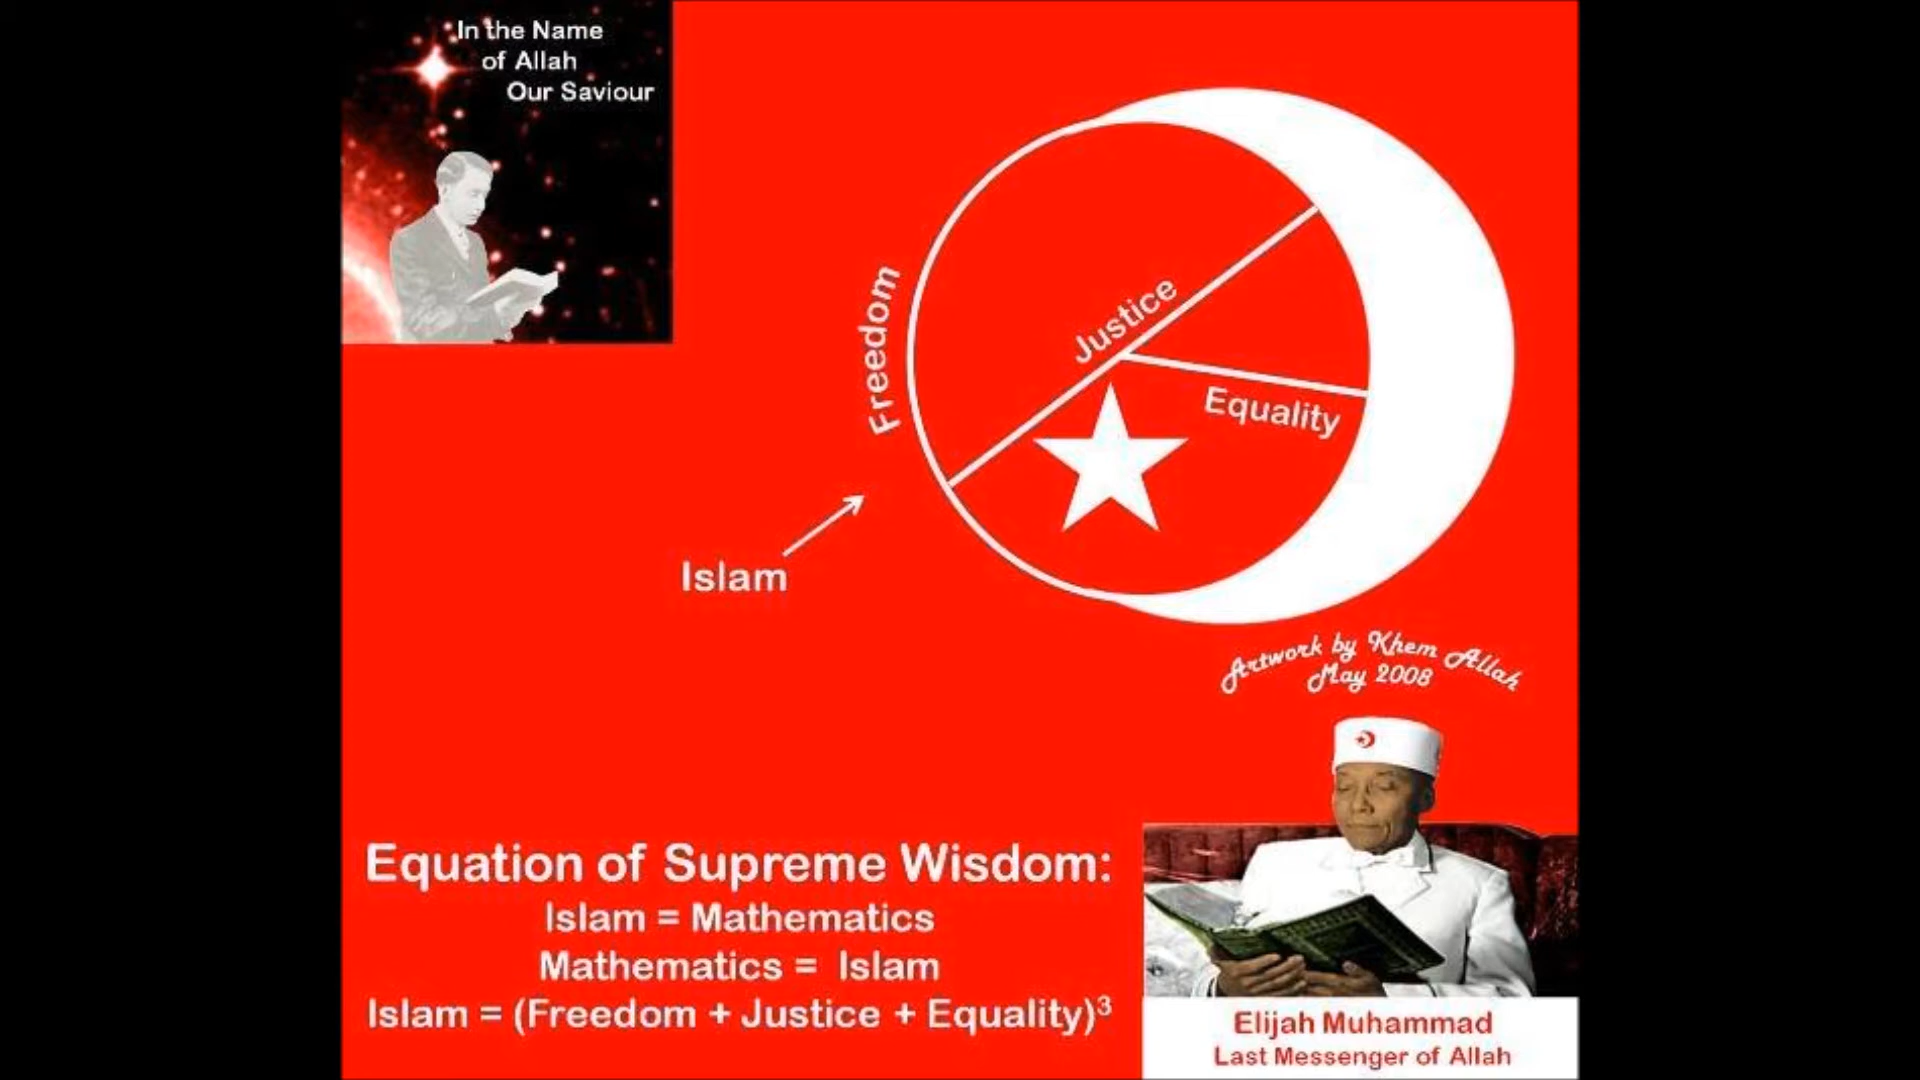 In the Name
of Allah
Our Saviour
Freedom
Justice
Equality
Islam
Artwork by Khem Allah
May 2008
Equation of Supreme Wisdom:
Islam = Mathematics
Mathematics = Islam
Islam = (Freedom + Justice + Equality)³
Elijah Muhammad
Last Messenger of Allah